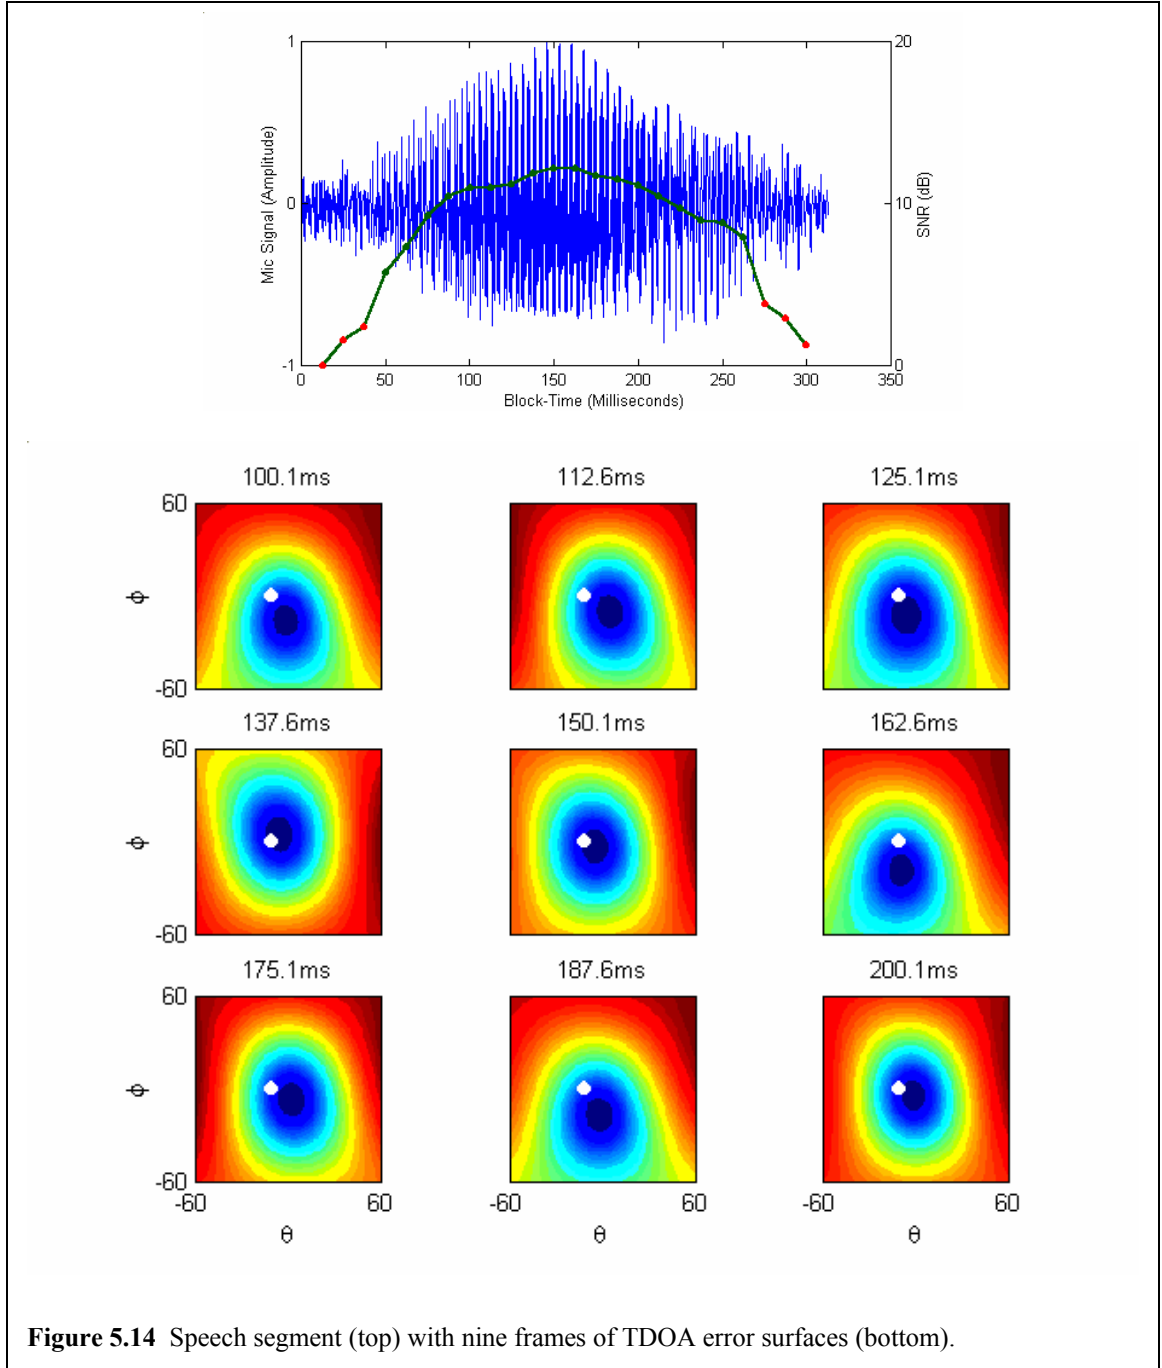 1
0
-1
Mic Signal (Amplitude)
20
10
0
SNR (dB)
0 50 100 150 200 250 300 350
Block-Time (Milliseconds)
100.1ms 112.6ms 125.1ms
60
ϕ
-60
137.6ms 150.1ms 162.6ms
60
ϕ
-60
175.1ms 187.6ms 200.1ms
60
ϕ
-60
-60 60 -60 60 -60 60
θ θ θ
Figure 5.14 Speech segment (top) with nine frames of TDOA error surfaces (bottom).